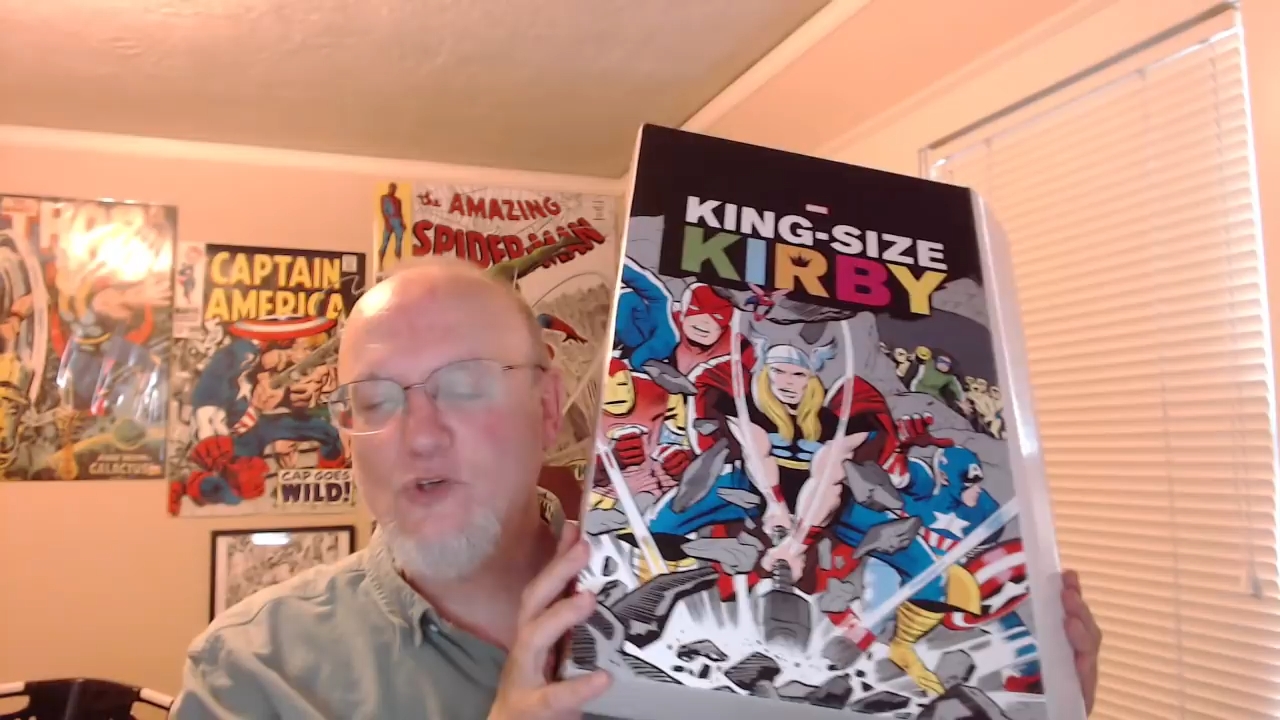 KING-SIZE
KIRBY
the AMAZING
SPIDER-MAN
CAPTAIN
AMERICA
CAP GOES
WILD!
GALACTUS